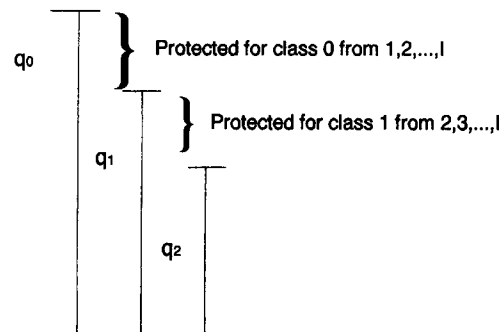 q0
Protected for class 0 from 1,2,...,I
q1
Protected for class 1 from 2,3,...,I
q2